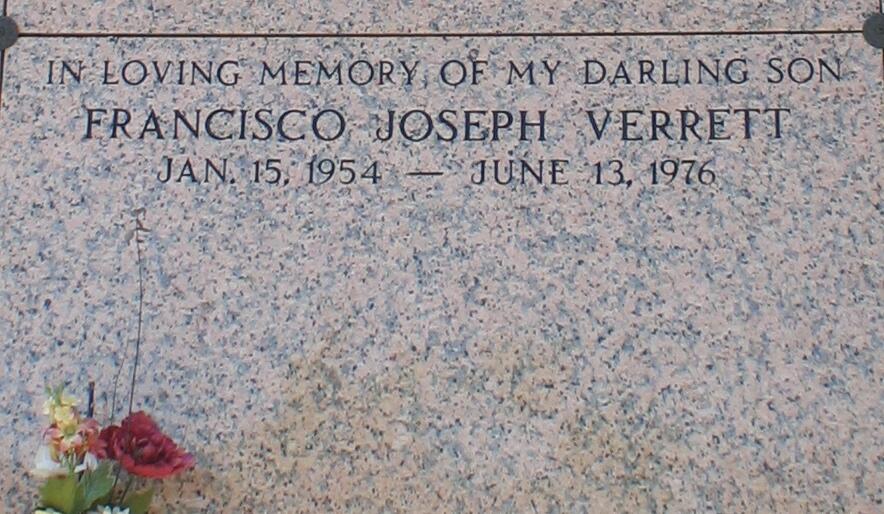 IN LOVING MEMORY OF MY DARLING SON
FRANCISCO JOSEPH VERRETT
JAN. 15, 1954 — JUNE 13, 1976